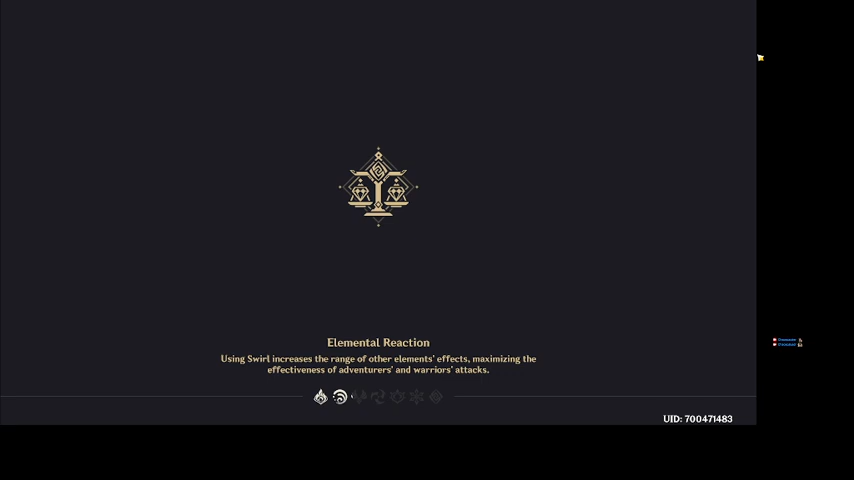 Elemental Reaction
Using Swirl increases the range of other elements' effects, maximizing the
effectiveness of adventurers' and warriors' attacks.
UID: 700471483